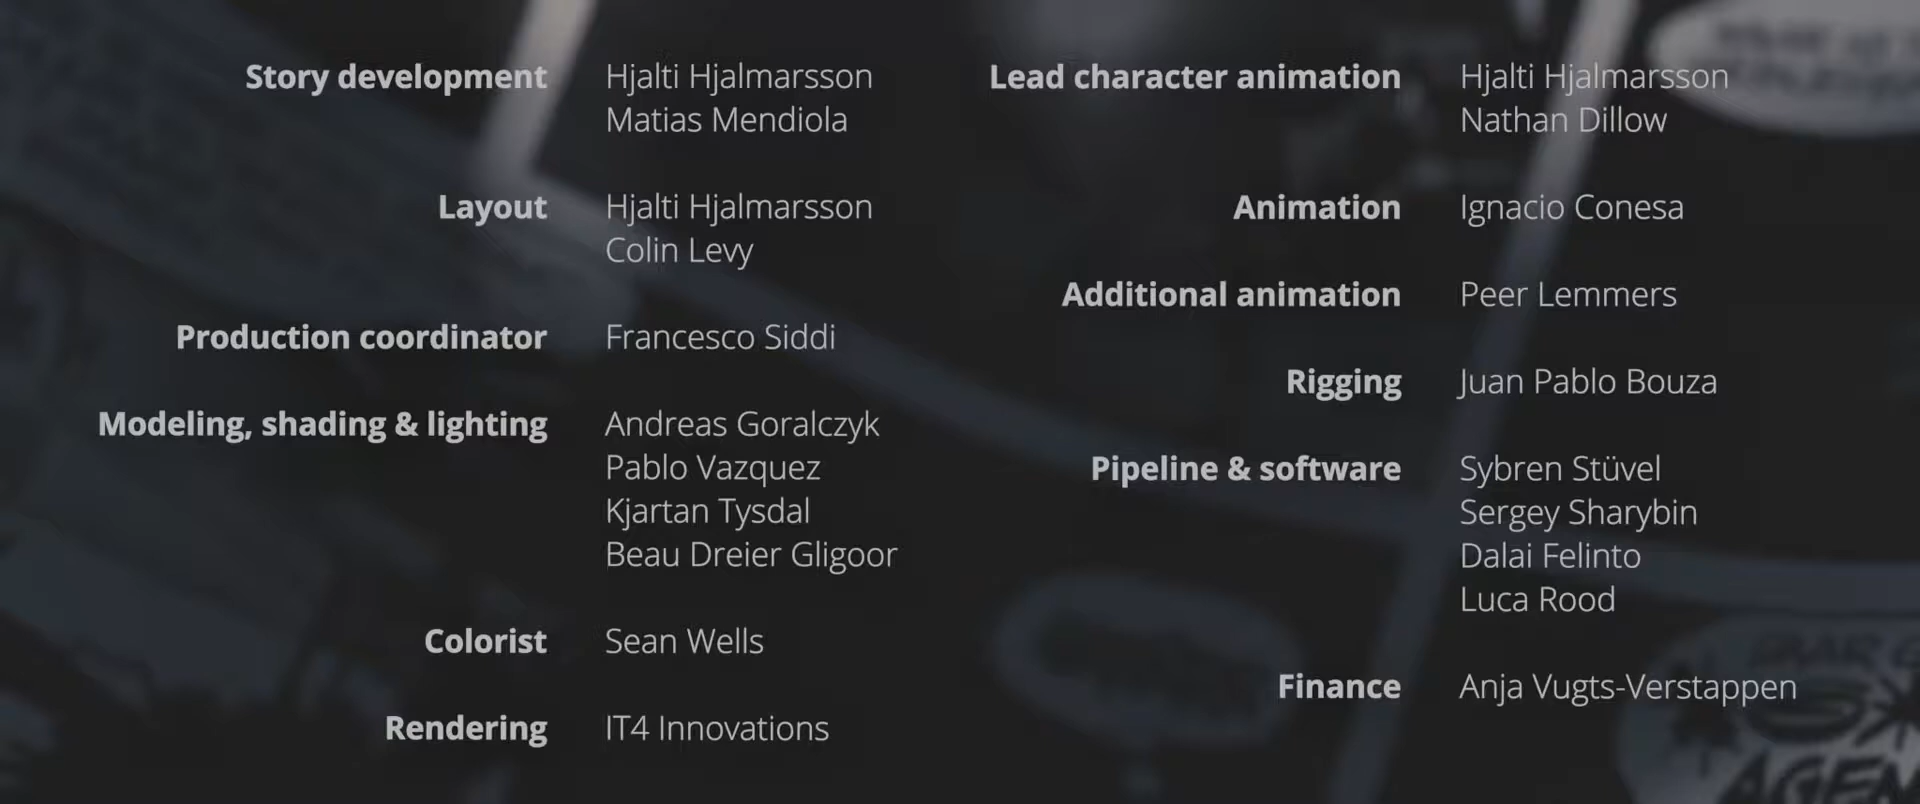 Story development Hjalti Hjalmarsson
Matias Mendiola
Layout Hjalti Hjalmarsson
Colin Levy
Production coordinator Francesco Siddi
Modeling, shading & lighting Andreas Goralczyk
Pablo Vazquez
Kjartan Tysdal
Beau Dreier Gligoor
Colorist Sean Wells
Rendering IT4 Innovations
Lead character animation Hjalti Hjalmarsson
Nathan Dillow
Animation Ignacio Conesa
Additional animation Peer Lemmers
Rigging Juan Pablo Bouza
Pipeline & software Sybren Stüvel
Sergey Sharybin
Dalai Felinto
Luca Rood
Finance Anja Vugts-Verstappen